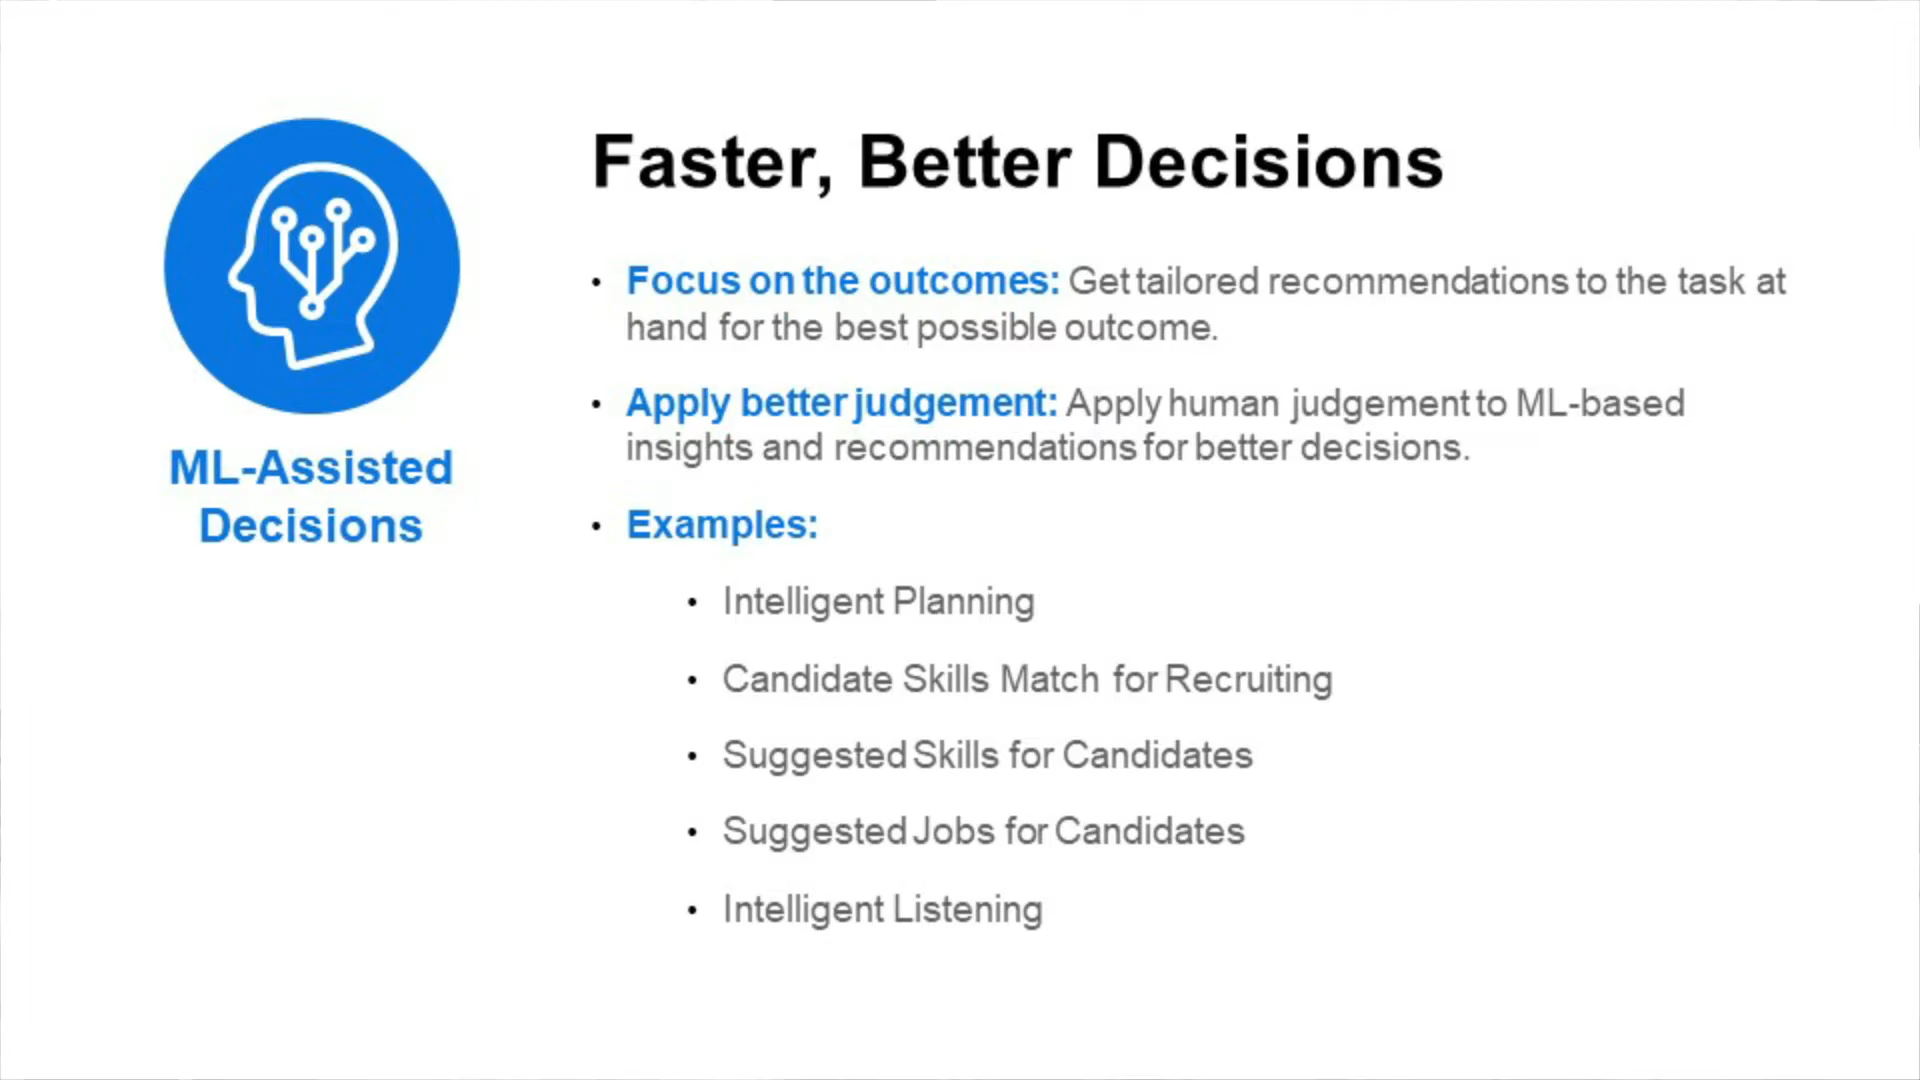 Faster, Better Decisions
ML-Assisted
Decisions
• Focus on the outcomes: Get tailored recommendations to the task at
hand for the best possible outcome.
• Apply better judgement: Apply human judgement to ML-based
insights and recommendations for better decisions.
• Examples:
• Intelligent Planning
• Candidate Skills Match for Recruiting
• Suggested Skills for Candidates
• Suggested Jobs for Candidates
• Intelligent Listening